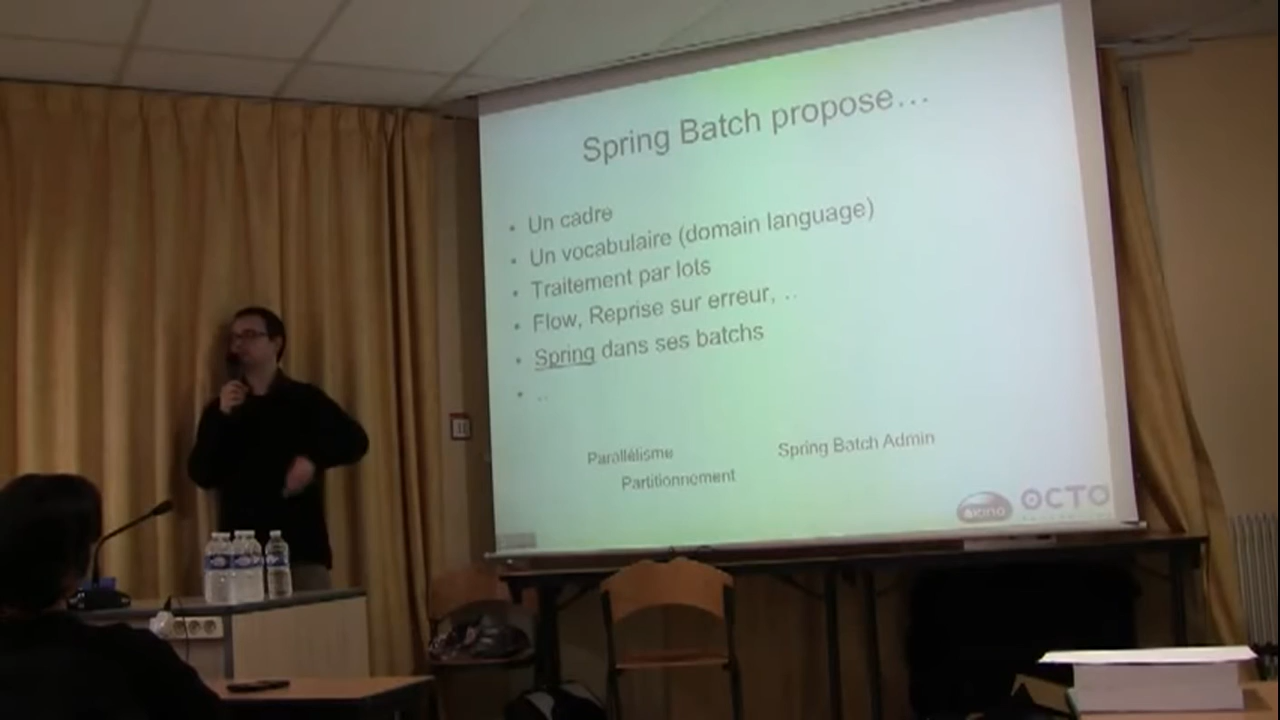 Spring Batch propose...
• Un cadre
• Un vocabulaire (domain language)
• Traitement par lots
• Flow, Reprise sur erreur, ..
• Spring dans ses batchs
• ..
Parallélisme
Spring Batch Admin
Partitionnement
OCTO